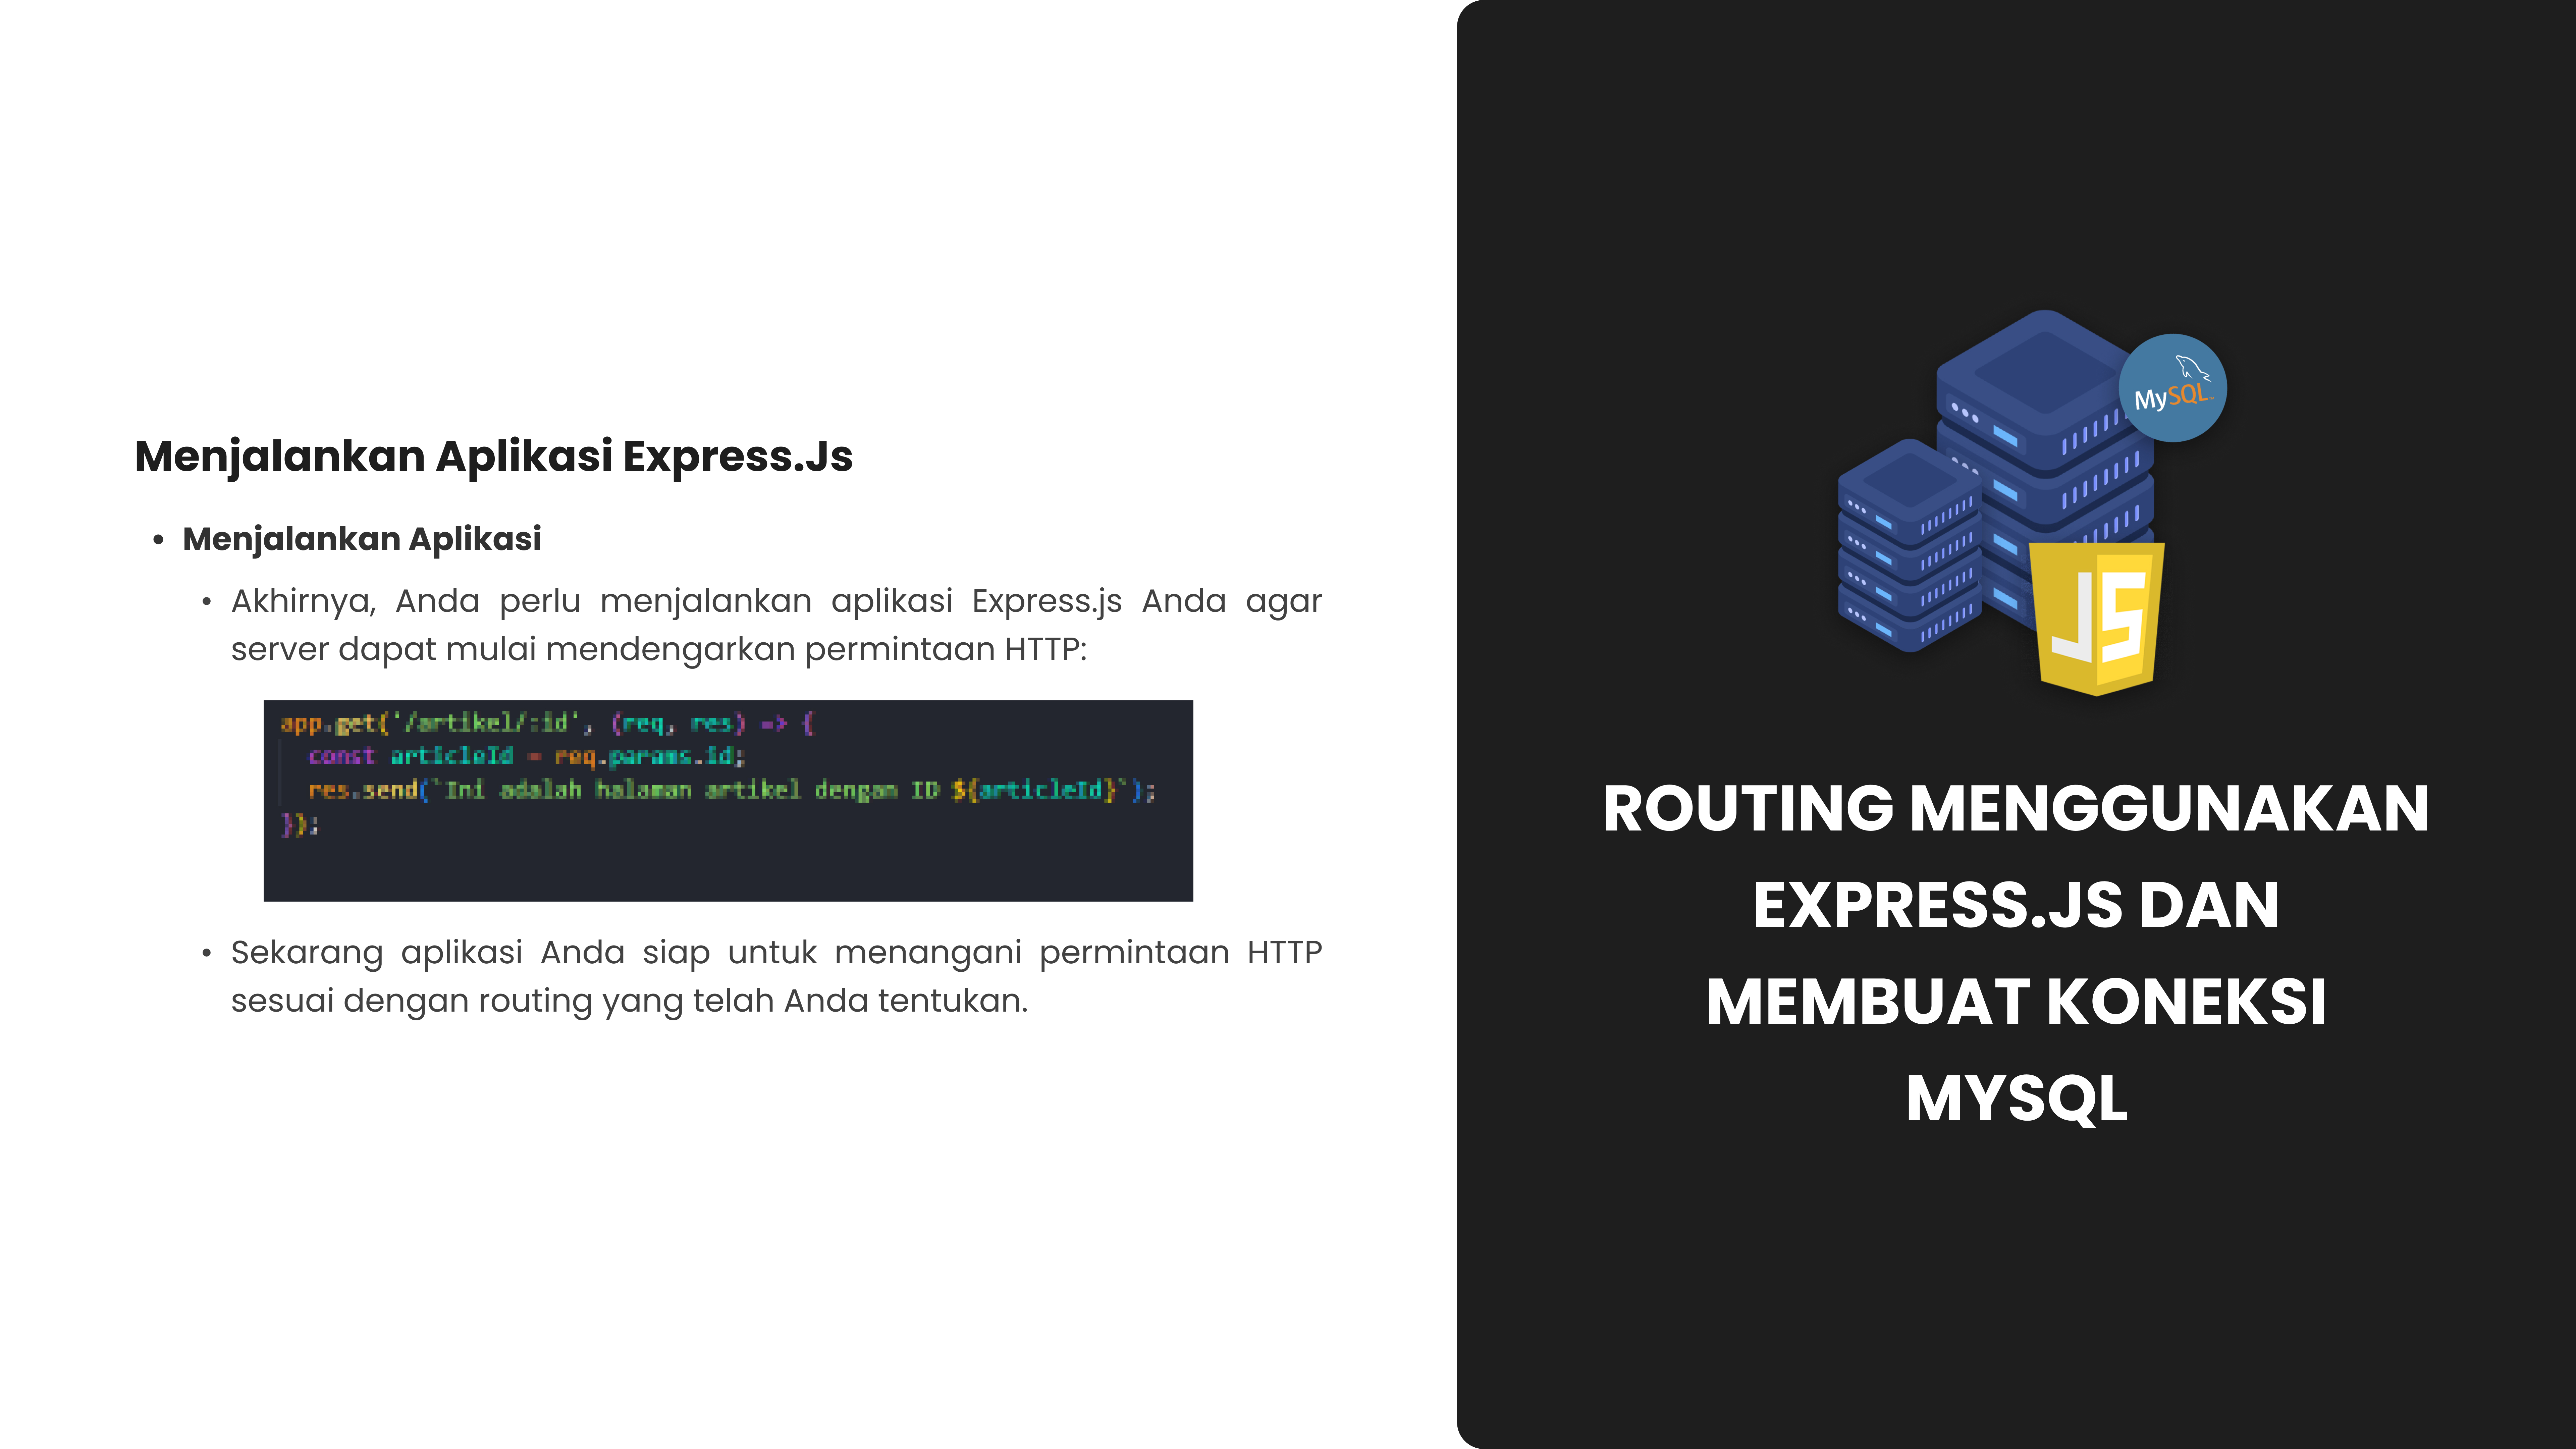 Menjalankan Aplikasi Express.Js
• Menjalankan Aplikasi
• Akhirnya, Anda perlu menjalankan aplikasi Express.js Anda agar
server dapat mulai mendengarkan permintaan HTTP:
app.get('/artikel/:id', (req, res) => {
const articleId = req.params.id;
res.send(`Ini adalah halaman artikel dengan ID ${articleId}`);
});
• Sekarang aplikasi Anda siap untuk menangani permintaan HTTP
sesuai dengan routing yang telah Anda tentukan.
MySQL
JS
ROUTING MENGGUNAKAN
EXPRESS.JS DAN
MEMBUAT KONEKSI
MYSQL